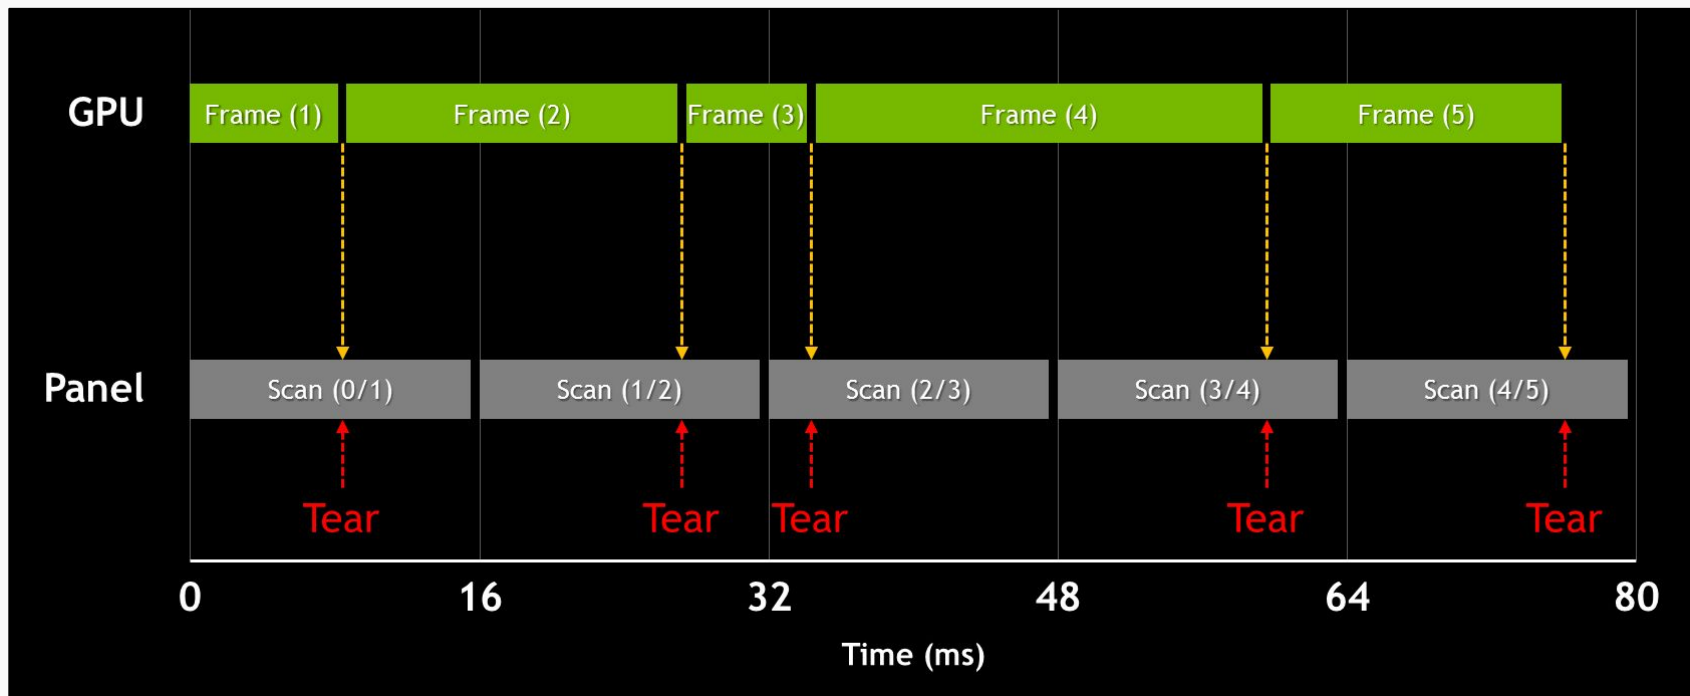 GPU
Frame (1) Frame (2) Frame (3) Frame (4) Frame (5)
Panel
Scan (0/1) Scan (1/2) Scan (2/3) Scan (3/4) Scan (4/5)
Tear Tear Tear Tear Tear
0 16 32 48 64 80
Time (ms)